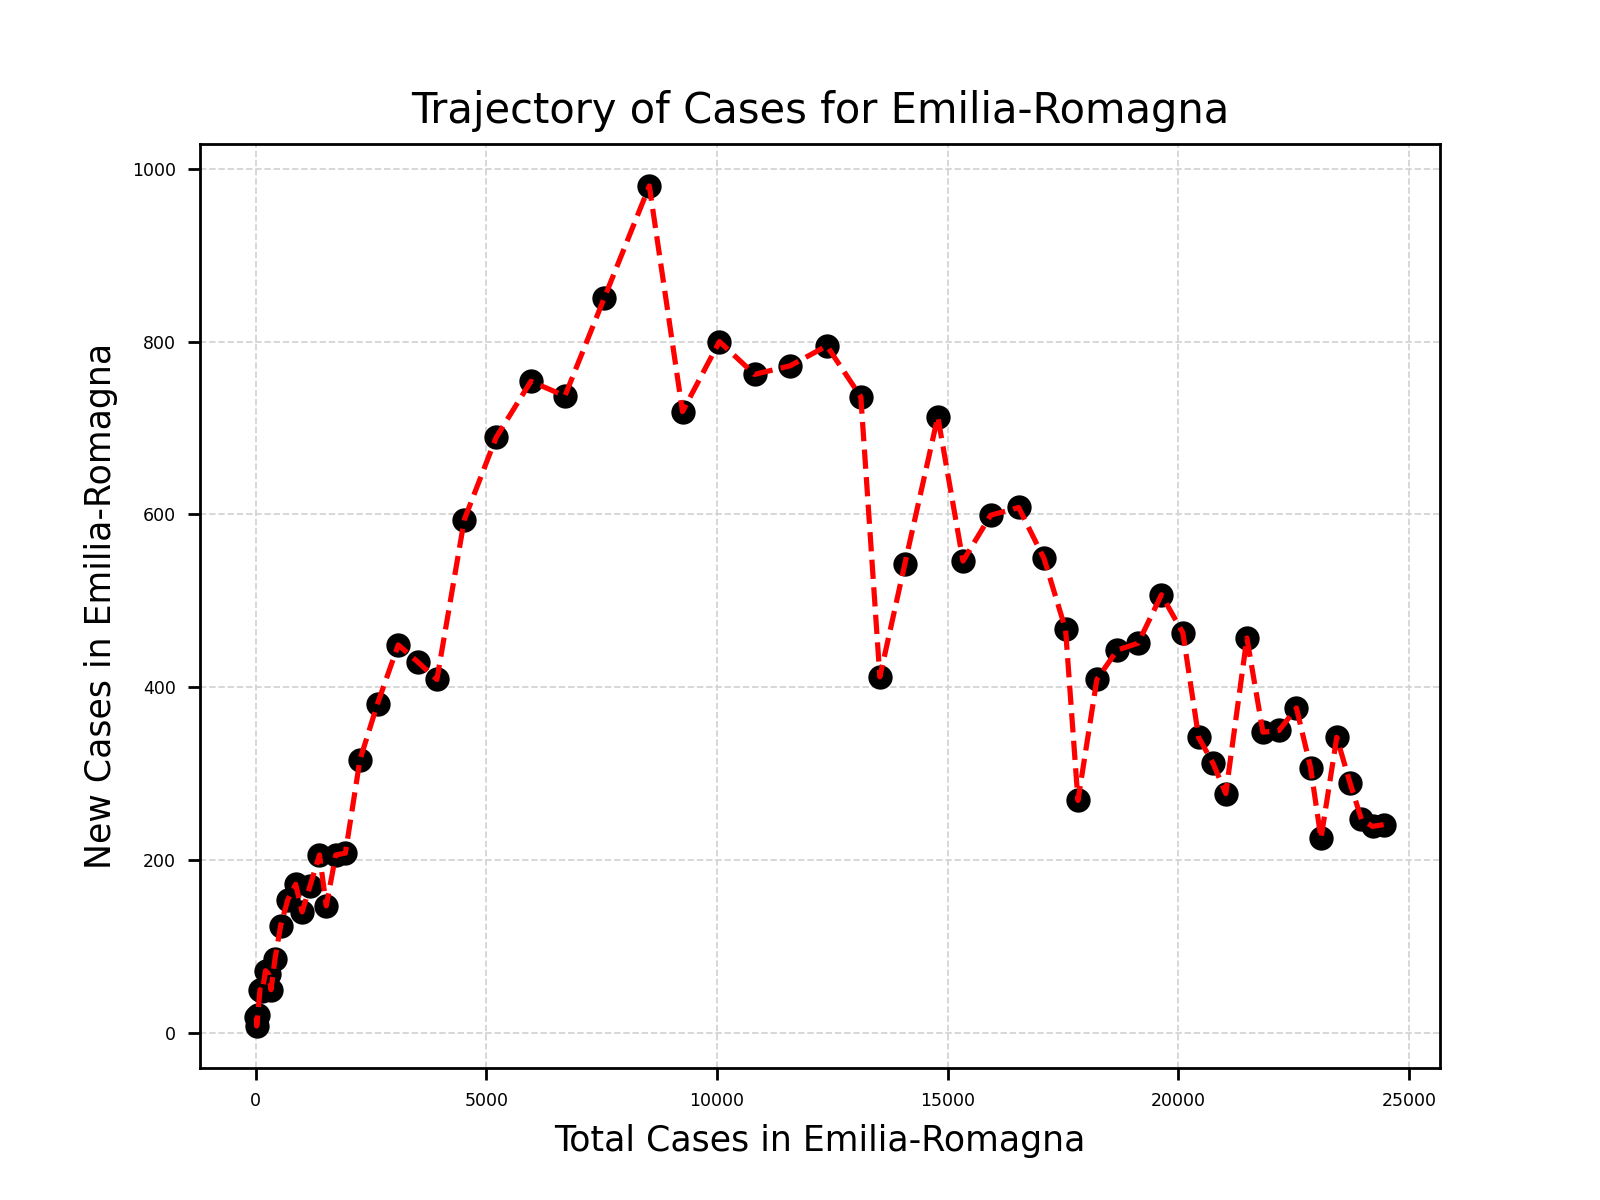 Trajectory of Cases for Emilia-Romagna
1000
800
600
400
200
0
New Cases in Emilia-Romagna
0 5000 10000 15000 20000 25000
Total Cases in Emilia-Romagna